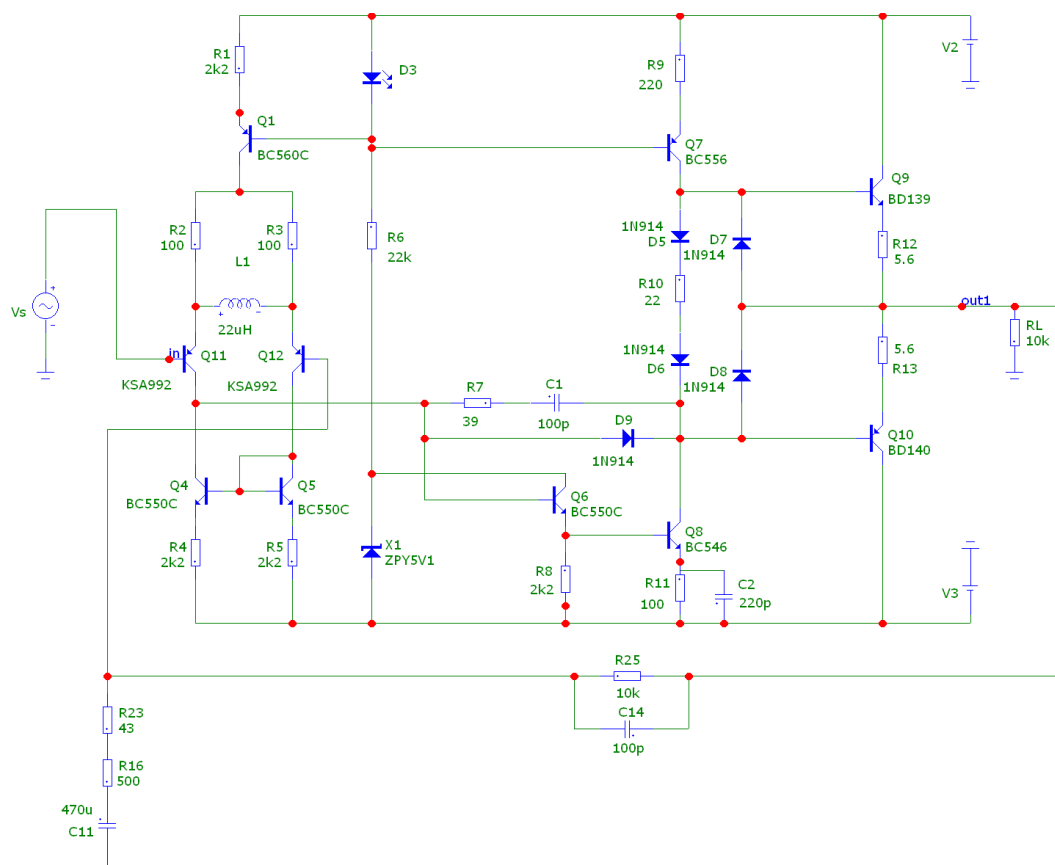 R1
2k2
D3
R9
220
V2
Q1
BC560C
Q7
BC556
Q9
BD139
R2
100
R3
100
R6
22k
1N914
D5
D7
1N914
R12
5.6
L1
22uH
R10
22
out1
RL
10k
Vs
+
-
+
-
in
Q11
KSA992
Q12
KSA992
1N914
D6
D8
1N914
5.6
R13
R7
39
C1
100p
D9
1N914
Q10
BD140
Q4
BC550C
Q5
BC550C
Q6
BC550C
Q8
BC546
R4
2k2
R5
2k2
X1
ZPY5V1
R8
2k2
R11
100
C2
220p
V3
R25
10k
C14
100p
R23
43
R16
500
470u
C11